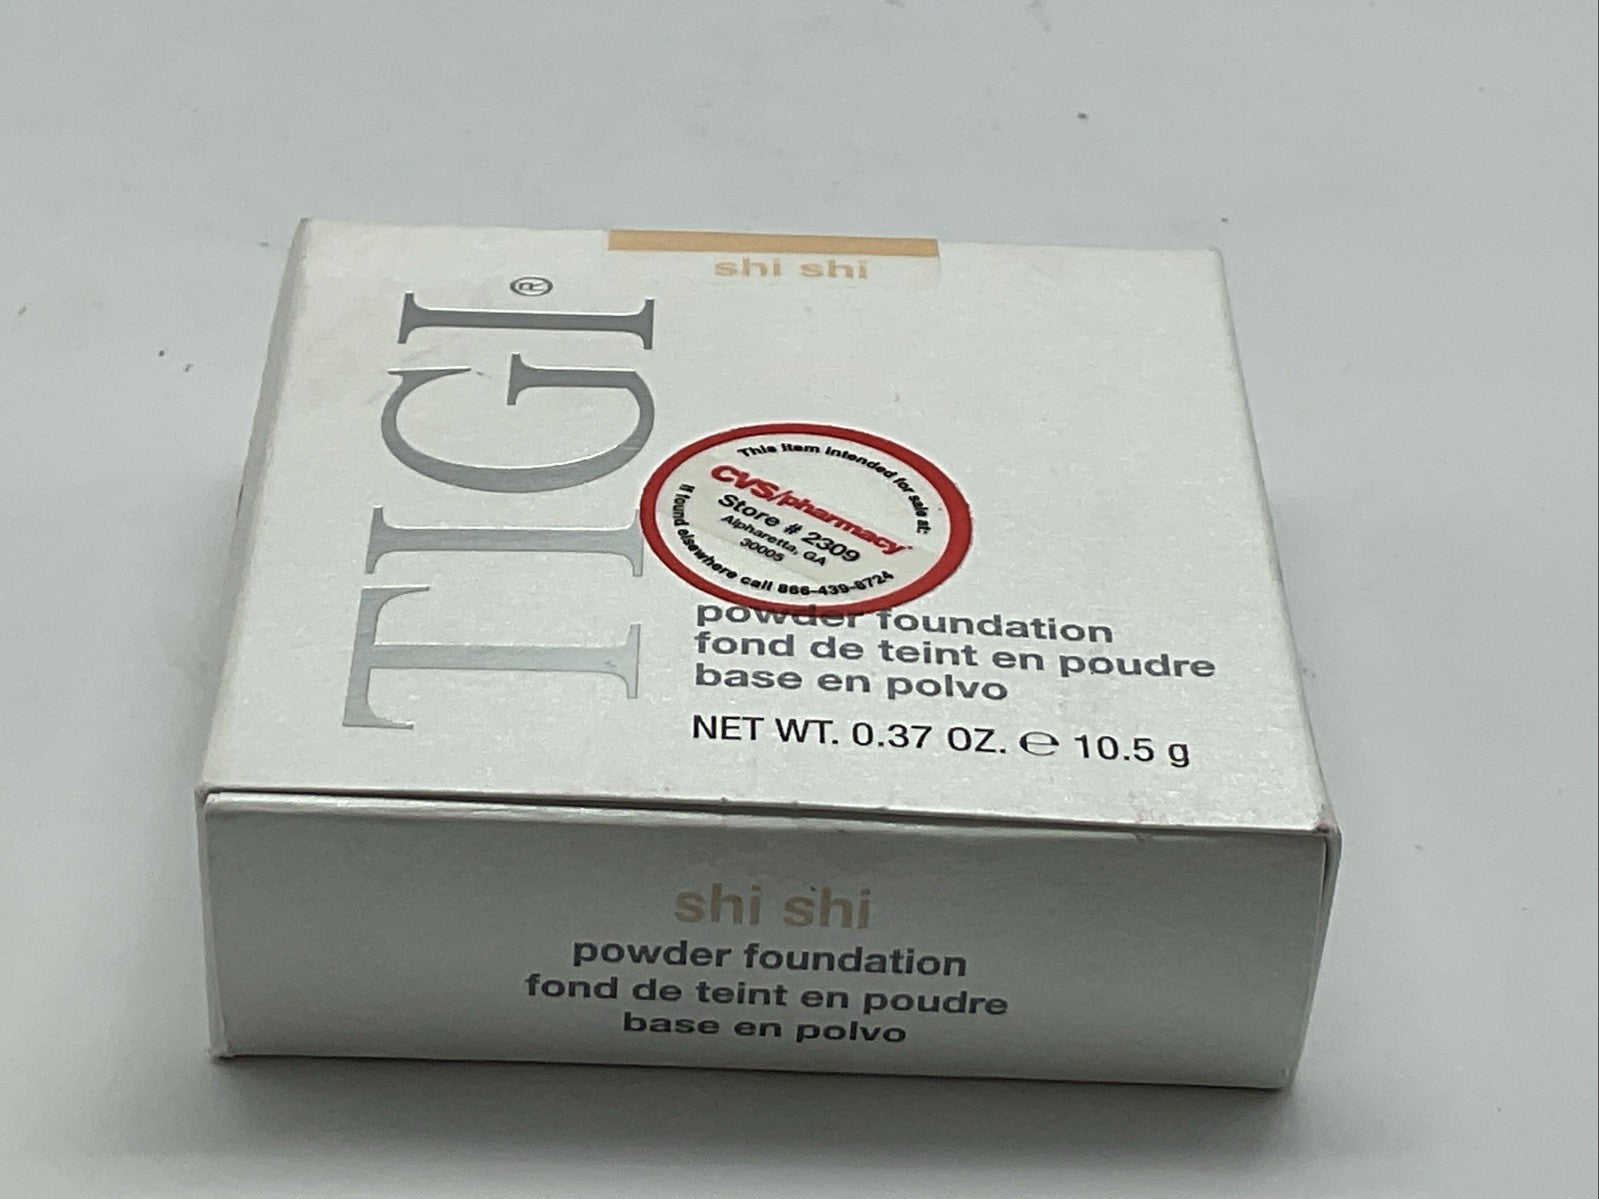 shi shi
TIGI®
This item intended for sale at:
CVS/pharmacy
Store # 2309
Alpharetta, GA
30005
If found elsewhere call 866-439-8724
powder foundation
fond de teint en poudre
base en polvo
NET WT. 0.37 OZ. ℮ 10.5 g
shi shi
powder foundation
fond de teint en poudre
base en polvo